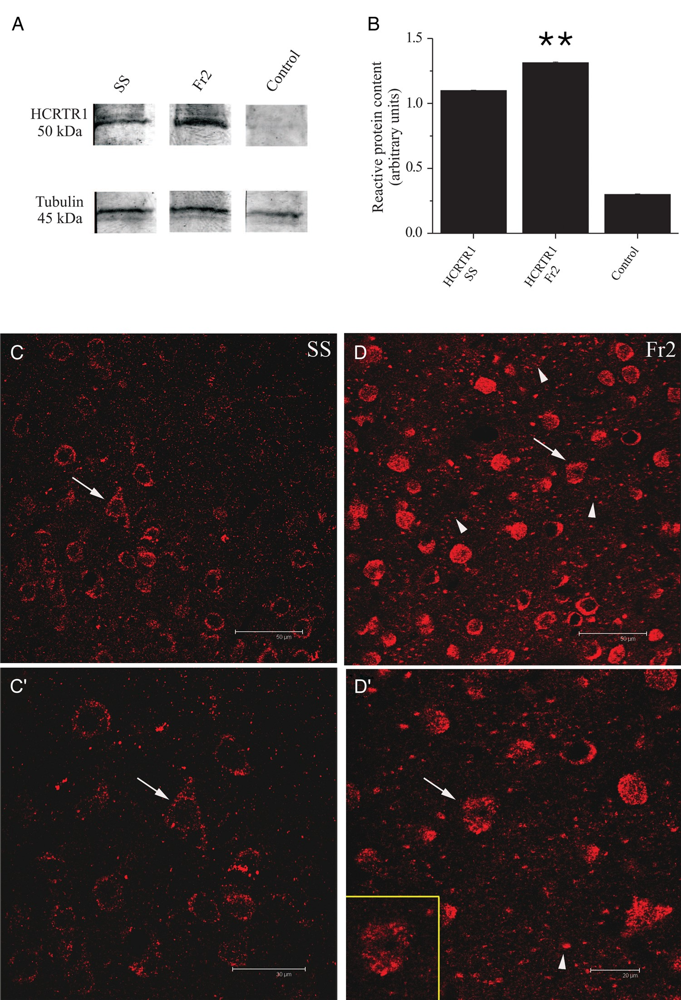 A
SS
Fr2
Control
HCRTR1
50 kDa
Tubulin
45 kDa
B
**
Reactive protein content
(arbitrary units)
1.5
1.0
0.5
0.0
HCRTR1
SS
HCRTR1
Fr2
Control
C
SS
50 µm
D
Fr2
50 µm
C'
30 µm
D'
20 µm